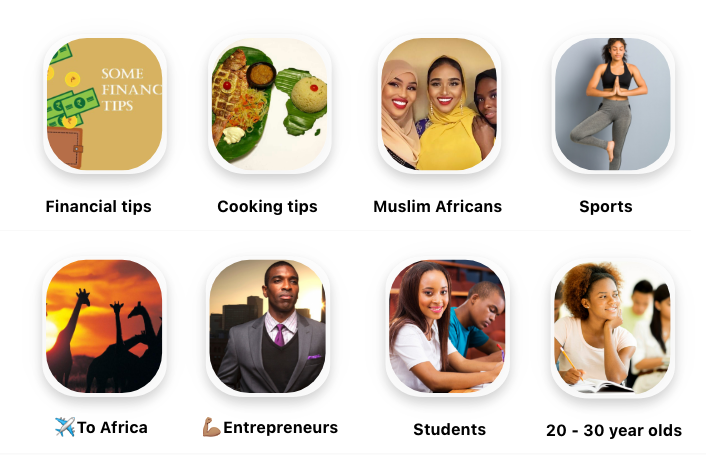 SOME
FINANC
TIPS
Financial tips
Cooking tips
Muslim Africans
Sports
✈️To Africa
💪🏽Entrepreneurs
Students
20 - 30 year olds